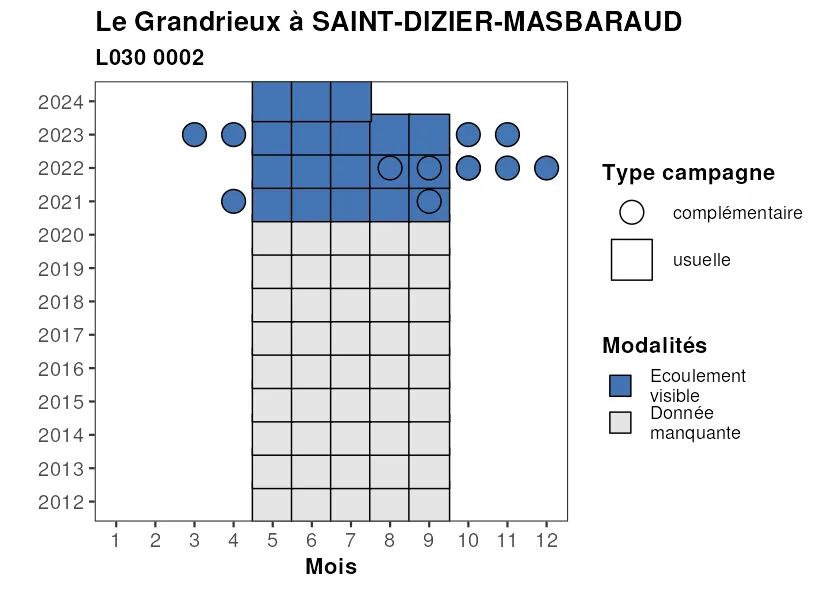 Le Grandrieux à SAINT-DIZIER-MASBARAUD
L030 0002
2024
2023
2022
2021
2020
2019
2018
2017
2016
2015
2014
2013
2012
1 2 3 4 5 6 7 8 9 10 11 12
Mois
Type campagne
complémentaire
usuelle
Modalités
Ecoulement
visible
Donnée
manquante